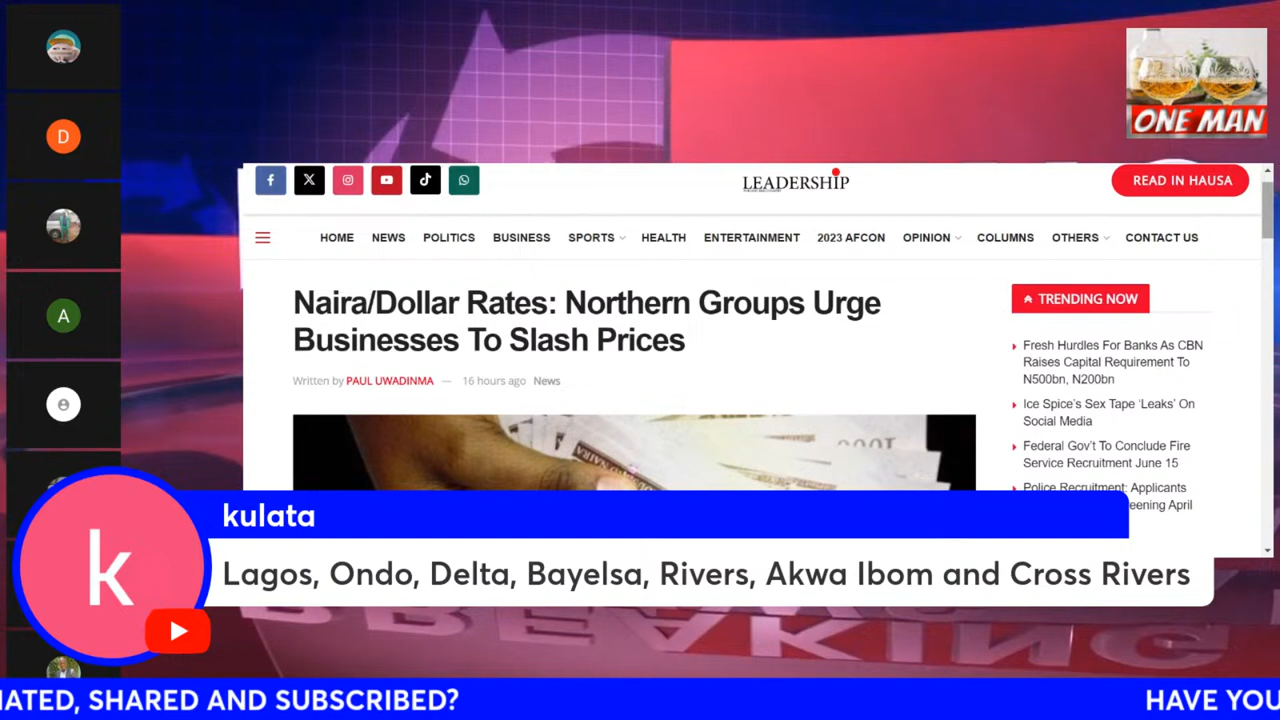 ONE MAN
LEADERSHIP
READ IN HAUSA
HOME NEWS POLITICS BUSINESS SPORTS HEALTH ENTERTAINMENT 2023 AFCON OPINION COLUMNS OTHERS CONTACT US
Naira/Dollar Rates: Northern Groups Urge
Businesses To Slash Prices
Written by PAUL UWADINMA — 16 hours ago News
TRENDING NOW
Fresh Hurdles For Banks As CBN
Raises Capital Requirement To
N500bn, N200bn
Ice Spice's Sex Tape 'Leaks' On
Social Media
Federal Gov't To Conclude Fire
Service Recruitment June 15
Police Recruitment: Applicants
eening April
D
A
k
kulata
Lagos, Ondo, Delta, Bayelsa, Rivers, Akwa Ibom and Cross Rivers
BREAKING
NATED, SHARED AND SUBSCRIBED?
HAVE YOU